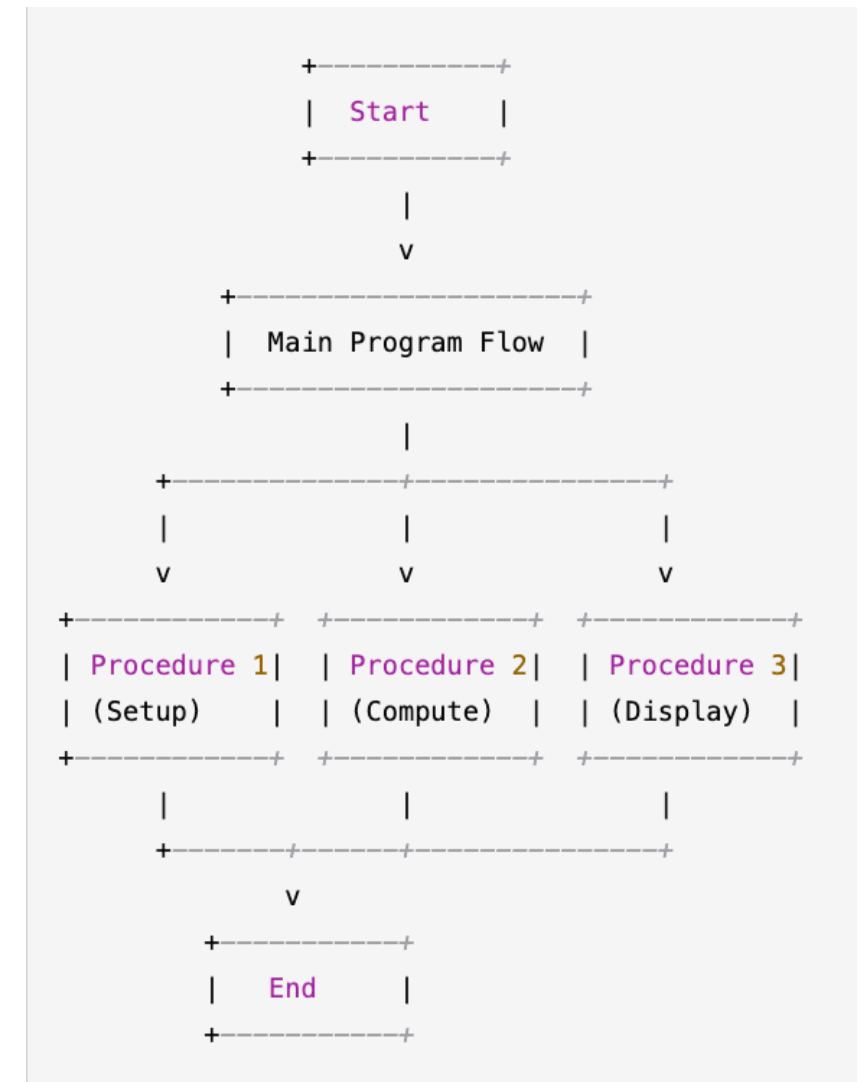 +-----------+
| Start |
+-----------+
|
v
+---------------------+
| Main Program Flow |
+---------------------+
|
+--------------+---------------+
| | |
v v v
+------------+ +------------+ +------------+
| Procedure 1| | Procedure 2| | Procedure 3|
| (Setup) | | (Compute) | | (Display) |
+------------+ +------------+ +------------+
| | |
+-------+------+---------------+
v
+-----------+
| End |
+-----------+